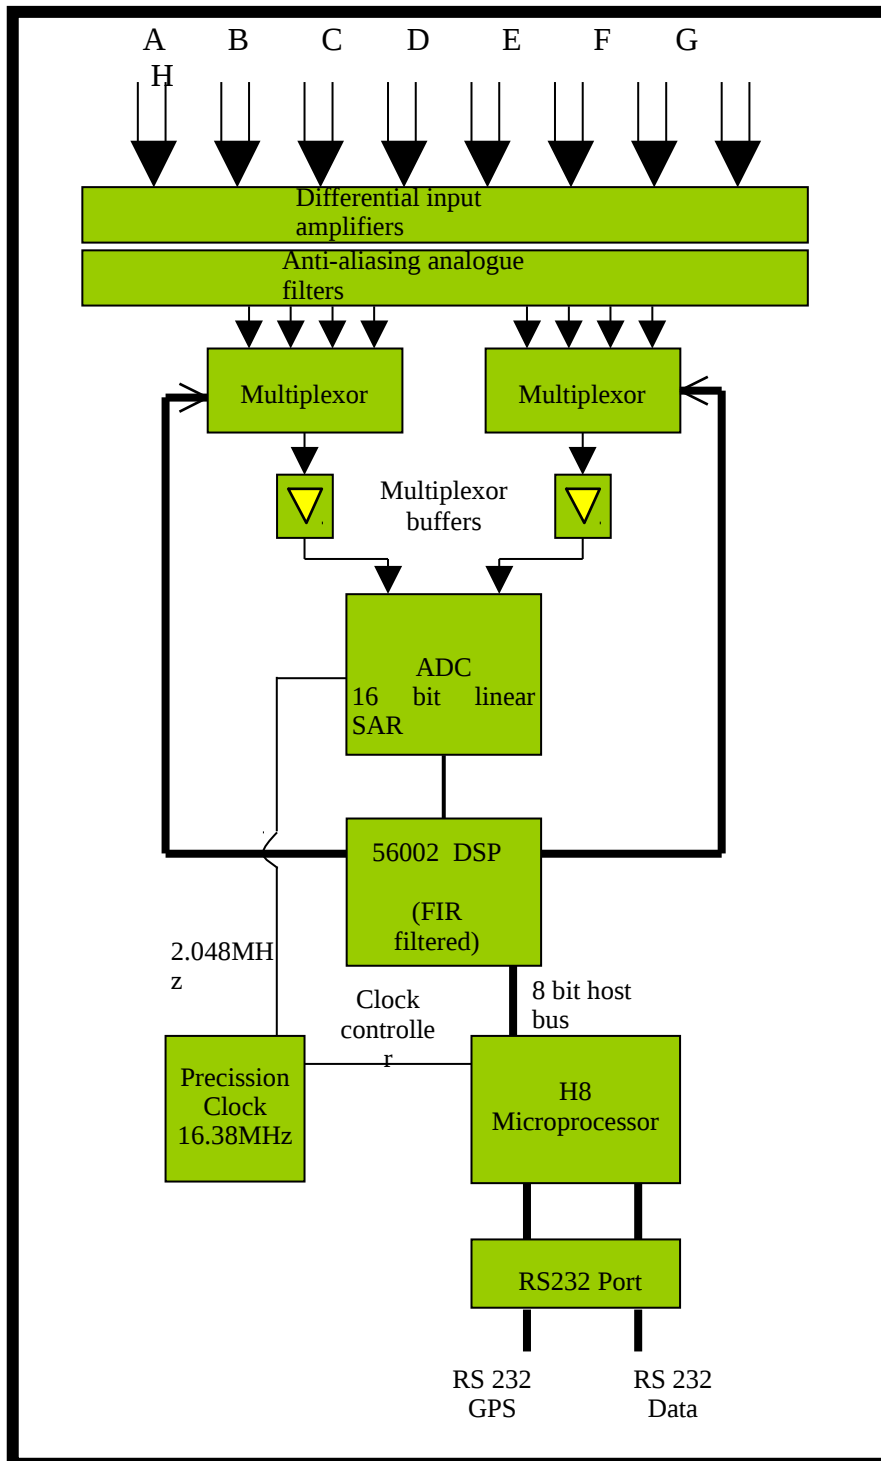 A B C D E F G
H
Differential input
amplifiers
Anti-aliasing analogue
filters
Multiplexor
Multiplexor
Multiplexor
buffers
ADC
16 bit linear
SAR
56002 DSP
(FIR
filtered)
2.048MH
z
Clock
controlle
r
8 bit host
bus
Precission
Clock
16.38MHz
H8
Microprocessor
RS232 Port
RS 232
GPS
RS 232
Data